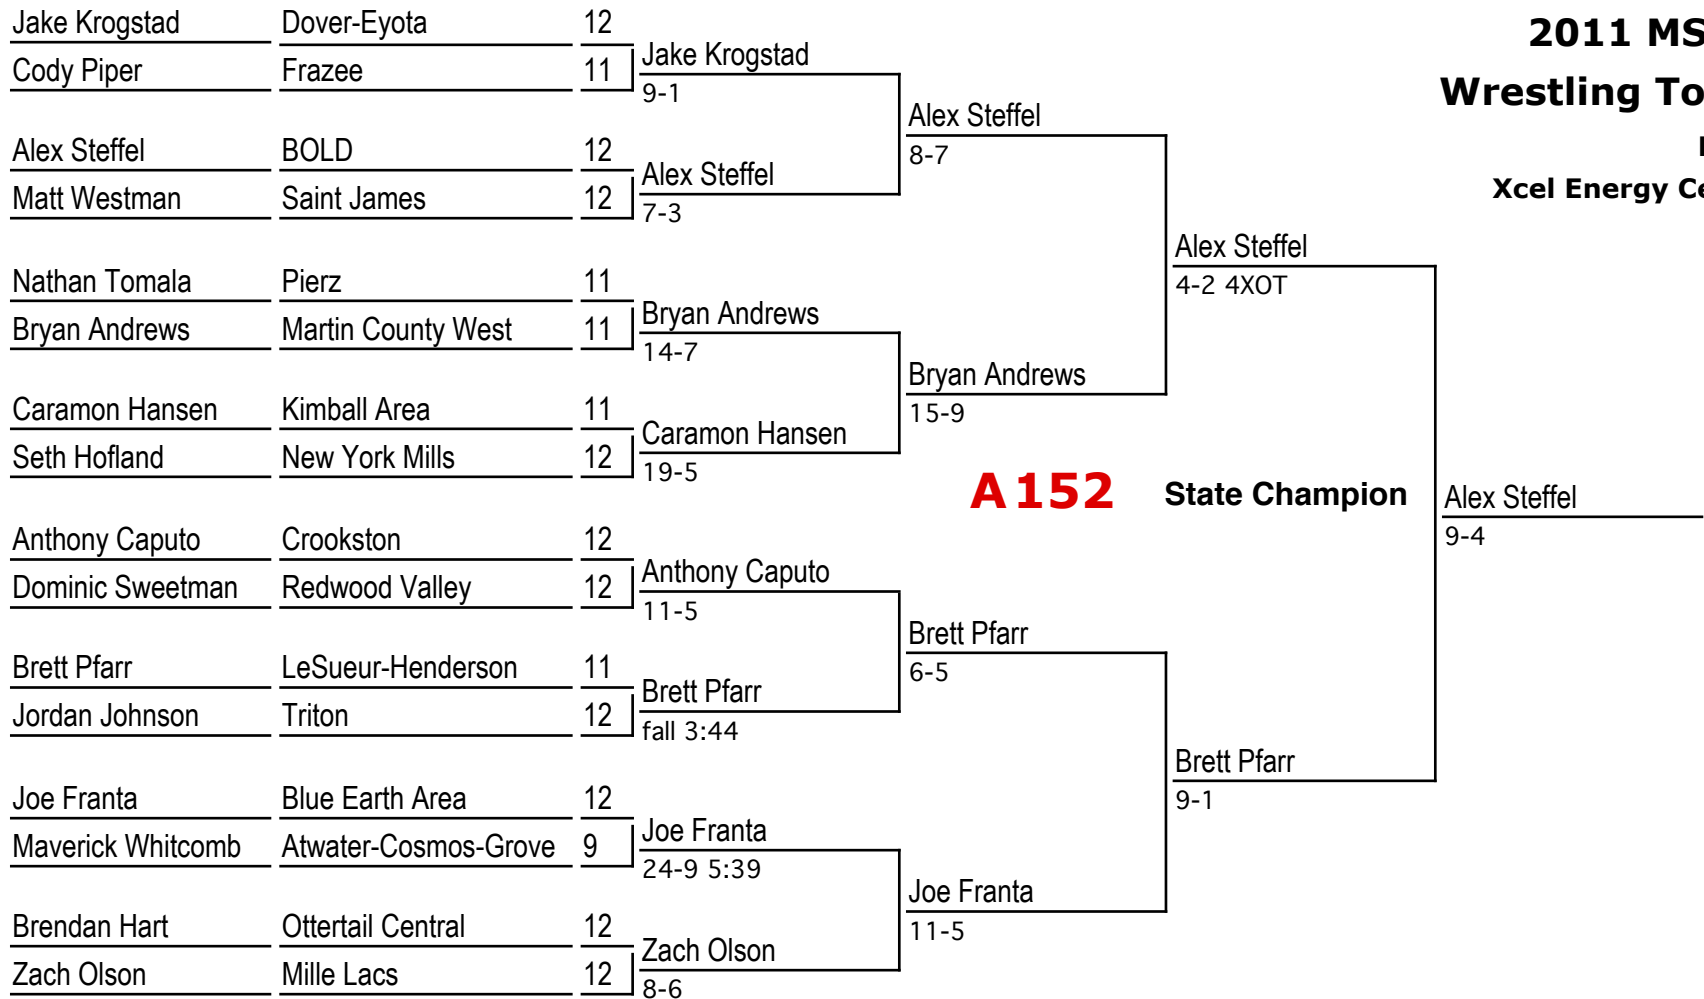 Jake Krogstad Dover-Eyota 12
Cody Piper Frazee 11
Jake Krogstad
9-1
Alex Steffel BOLD 12
Matt Westman Saint James 12
Alex Steffel
7-3
Alex Steffel
8-7
Nathan Tomala Pierz 11
Bryan Andrews Martin County West 11
Bryan Andrews
14-7
Caramon Hansen Kimball Area 11
Seth Hofland New York Mills 12
Caramon Hansen
19-5
Bryan Andrews
15-9
Alex Steffel
4-2 4XOT
Anthony Caputo Crookston 12
Dominic Sweetman Redwood Valley 12
Anthony Caputo
11-5
Brett Pfarr LeSueur-Henderson 11
Jordan Johnson Triton 12
Brett Pfarr
fall 3:44
Brett Pfarr
6-5
Joe Franta Blue Earth Area 12
Maverick Whitcomb Atwater-Cosmos-Grove 9
Joe Franta
24-9 5:39
Brendan Hart Ottertail Central 12
Zach Olson Mille Lacs 12
Zach Olson
8-6
Joe Franta
11-5
Brett Pfarr
9-1
A 152 State Champion
Alex Steffel
9-4
2011 MS
Wrestling To
Xcel Energy Ce